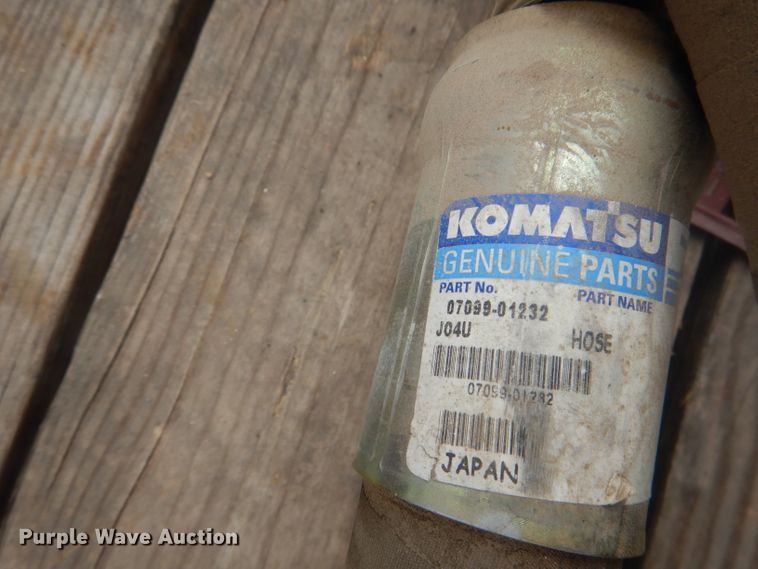 KOMATSU
GENUINE PARTS
PART No. PART NAME
07099-01232
J04U HOSE
07099-01232
JAPAN
Purple Wave Auction